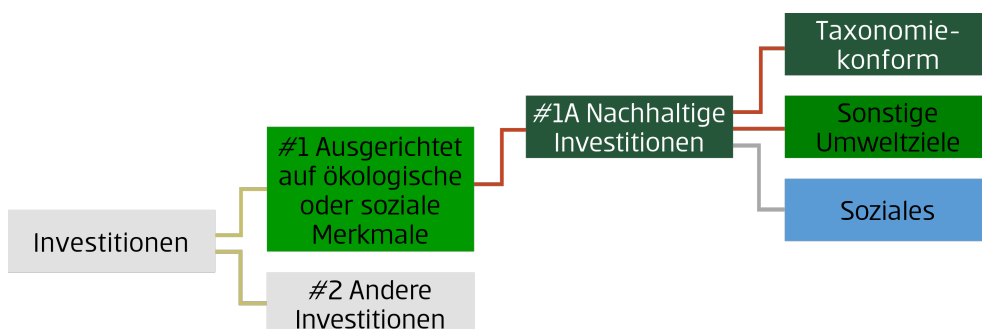 Investitionen
#1 Ausgerichtet
auf ökologische
oder soziale
Merkmale
#2 Andere
Investitionen
#1A Nachhaltige
Investitionen
Taxonomie-
konform
Sonstige
Umweltziele
Soziales